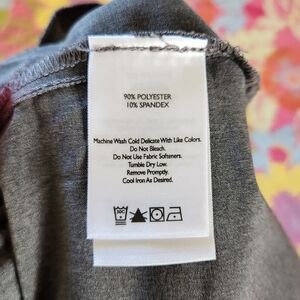 90% POLYESTER
10% SPANDEX
Machine Wash Cold Delicate With Like Colors.
Do Not Bleach.
Do Not Use Fabric Softeners.
Tumble Dry Low.
Remove Promptly.
Cool Iron As Desired.